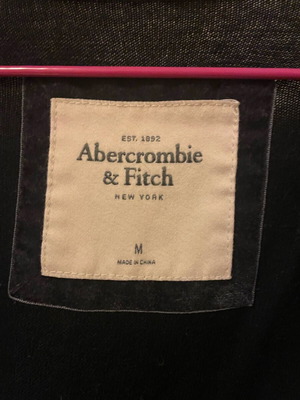 EST. 1892
Abercrombie
& Fitch
NEW YORK
M
MADE IN CHINA